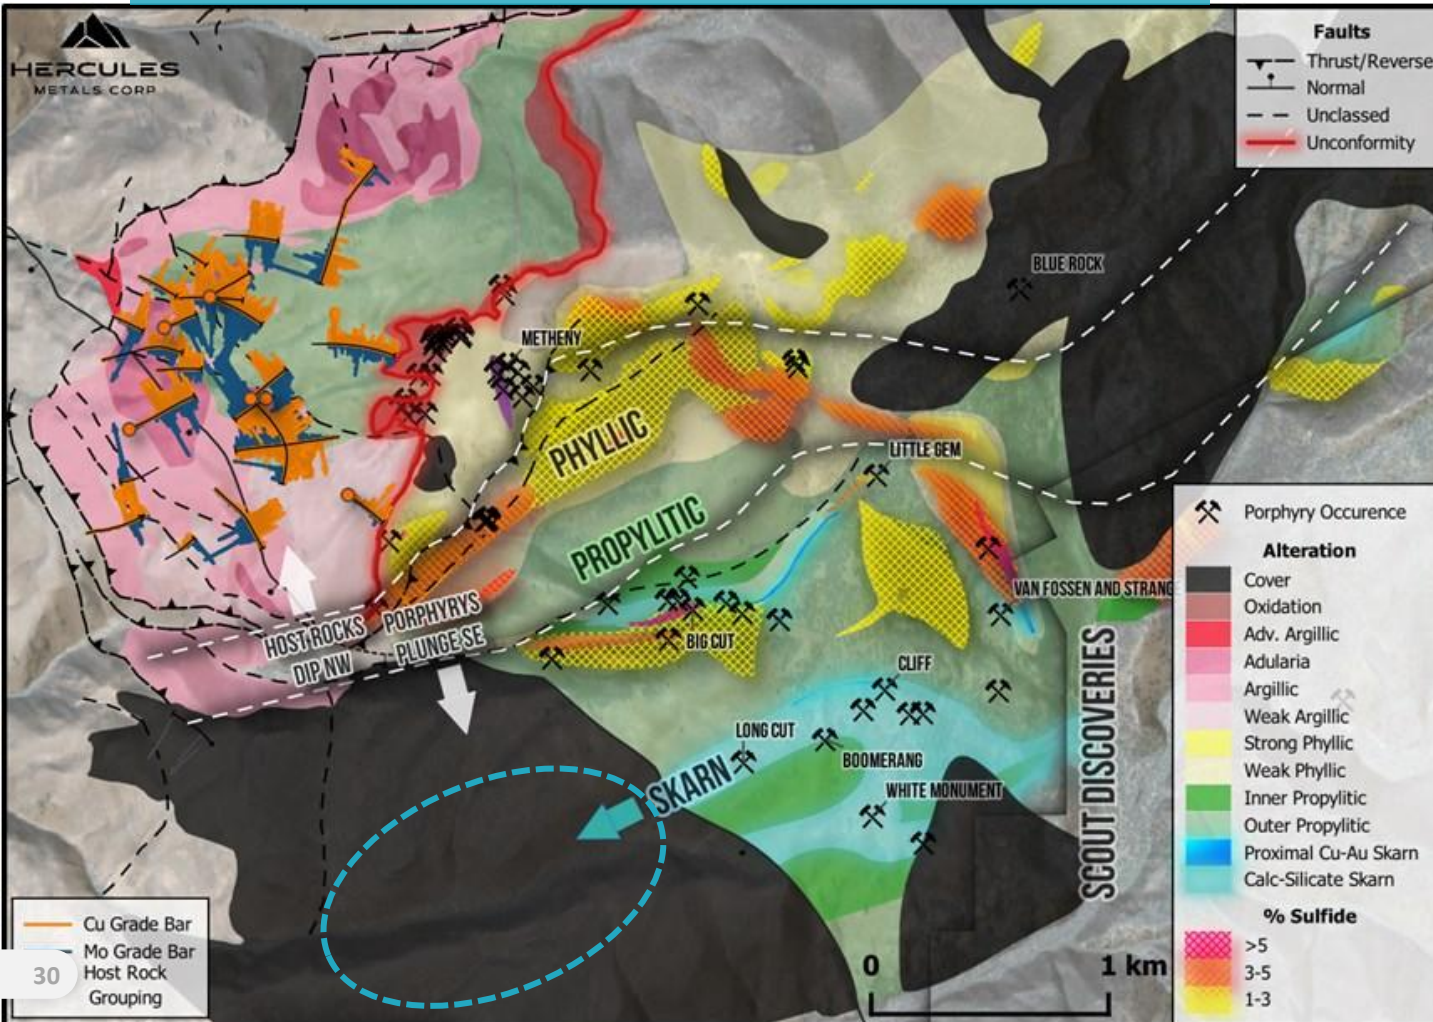 HERCULES
METALS CORP
Faults
Thrust/Reverse
Normal
Unclassed
Unconformity
BLUE ROCK
METHENY
PHYLLIC
LITTLE GEM
PROPYLITIC
VAN FOSSEN AND STRANGE
HOST ROCKS
DIP NW
PORPHYRYS
PLUNGE SE
BIG CUT
CLIFF
LONG CUT
BOOMERANG
SKARN
WHITE MONUMENT
SCOUT DISCOVERIES
Porphyry Occurence
Alteration
Cover
Oxidation
Adv. Argillic
Adularia
Argillic
Weak Argillic
Strong Phyllic
Weak Phyllic
Inner Propylitic
Outer Propylitic
Proximal Cu-Au Skarn
Calc-Silicate Skarn
% Sulfide
>5
3-5
1-3
Cu Grade Bar
Mo Grade Bar
Host Rock
Grouping
30
0 1 km